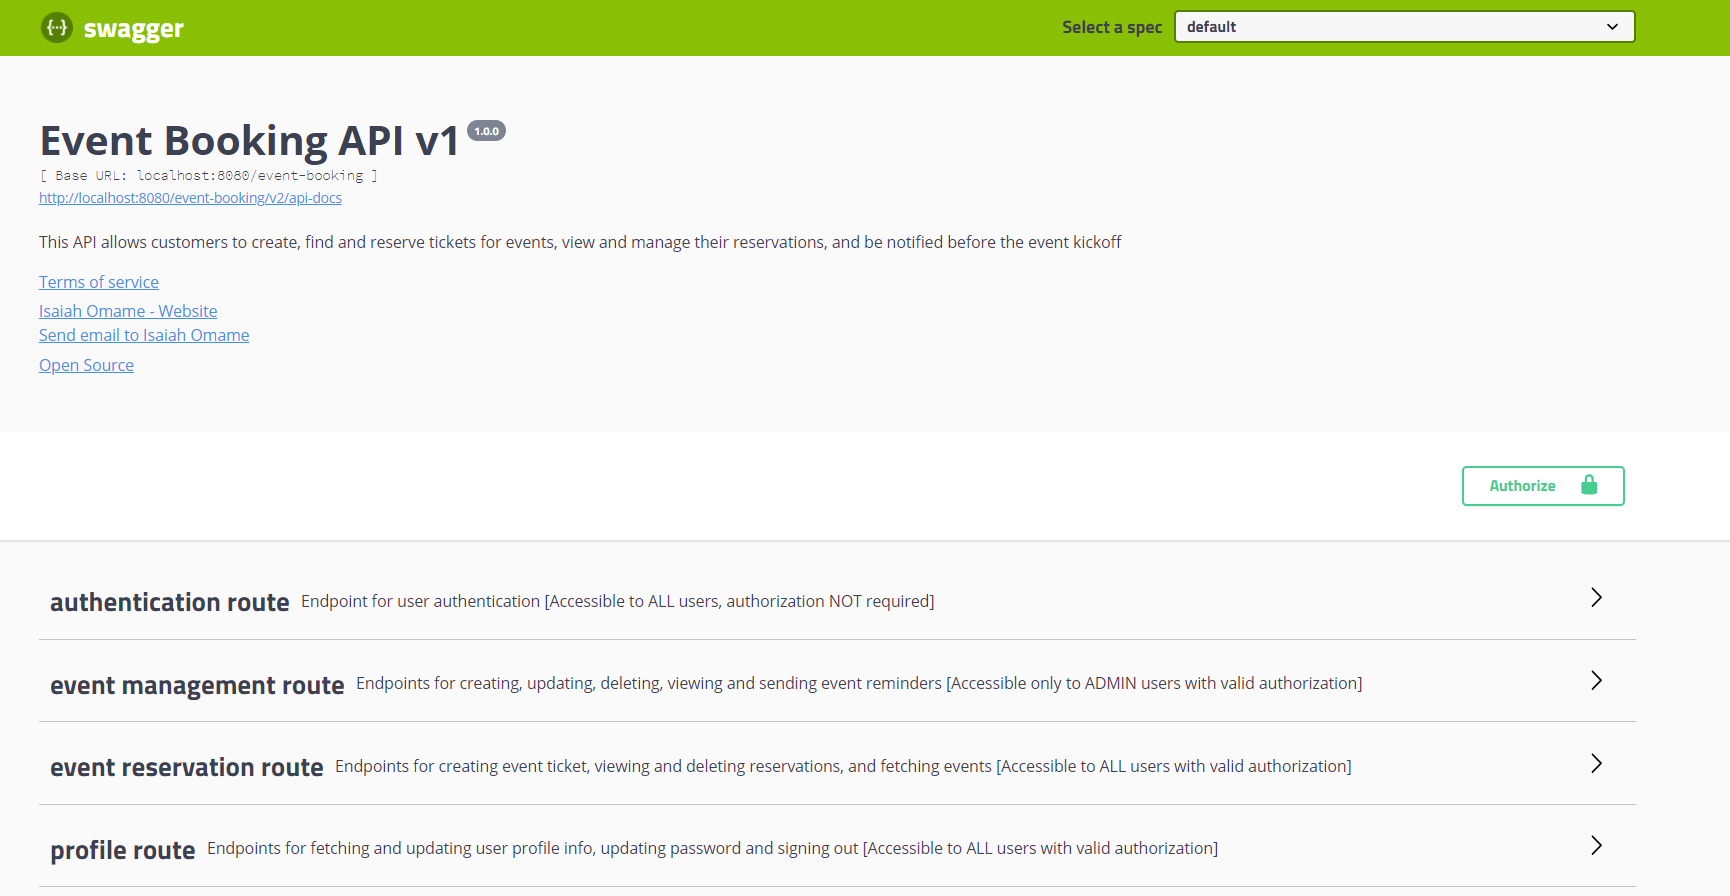 swagger
Select a spec
default
Event Booking API v1 1.0.0
[ Base URL: localhost:8080/event-booking ]
http://localhost:8080/event-booking/v2/api-docs
This API allows customers to create, find and reserve tickets for events, view and manage their reservations, and be notified before the event kickoff
Terms of service
Isaiah Omame - Website
Send email to Isaiah Omame
Open Source
Authorize
authentication route Endpoint for user authentication [Accessible to ALL users, authorization NOT required]
event management route Endpoints for creating, updating, deleting, viewing and sending event reminders [Accessible only to ADMIN users with valid authorization]
event reservation route Endpoints for creating event ticket, viewing and deleting reservations, and fetching events [Accessible to ALL users with valid authorization]
profile route Endpoints for fetching and updating user profile info, updating password and signing out [Accessible to ALL users with valid authorization]